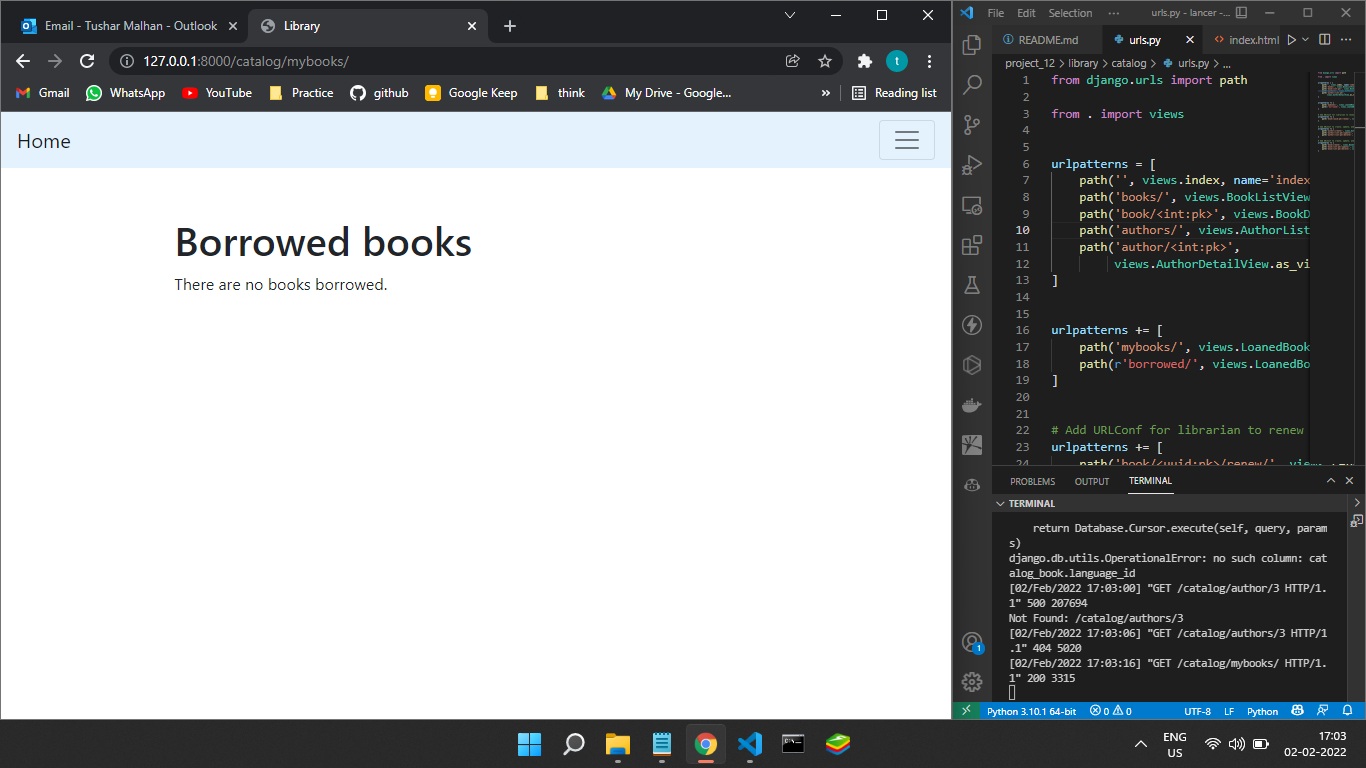 Email - Tushar Malhan - Outlook
Library
127.0.0.1:8000/catalog/mybooks/
t
Gmail
WhatsApp
YouTube
Practice
github
Google Keep
think
My Drive - Google...
»
Reading list
Home
Borrowed books
There are no books borrowed.
File Edit Selection ··· urls.py - lancer -
README.md
urls.py
index.html
project_12 > library > catalog > urls.py > ...
1 from django.urls import path
2
3 from . import views
4
5
6 urlpatterns = [
7 path('', views.index, name='index
8 path('books/', views.BookListView
9 path('book/<int:pk>', views.BookD
10 path('authors/', views.AuthorList
11 path('author/<int:pk>',
12 views.AuthorDetailView.as_vi
13 ]
14
15
16 urlpatterns += [
17 path('mybooks/', views.LoanedBook
18 path(r'borrowed/', views.LoanedBo
19 ]
20
21
22 # Add URLConf for librarian to renew
23 urlpatterns += [
24 path('book/<uuid:pk>/renew/',
PROBLEMS OUTPUT TERMINAL
TERMINAL
return Database.Cursor.execute(self, query, param
s)
django.db.utils.OperationalError: no such column: cat
alog_book.language_id
[02/Feb/2022 17:03:00] "GET /catalog/author/3 HTTP/1.
1" 500 207694
Not Found: /catalog/authors/3
[02/Feb/2022 17:03:06] "GET /catalog/authors/3 HTTP/1
.1" 404 5020
[02/Feb/2022 17:03:16] "GET /catalog/mybooks/ HTTP/1.
1" 200 3315
1
Python 3.10.1 64-bit 0 0 UTF-8 LF Python
ENG
US
17:03
02-02-2022